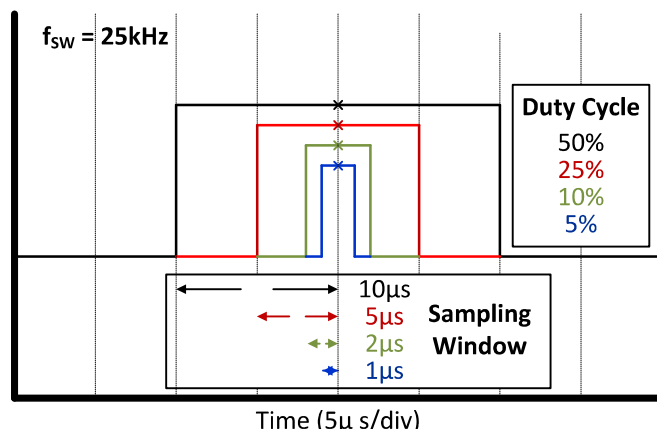 fSW = 25kHz
Duty Cycle
50%
25%
10%
5%
10µs
5µs
2µs
1µs
Sampling
Window
Time (5µ s/div)